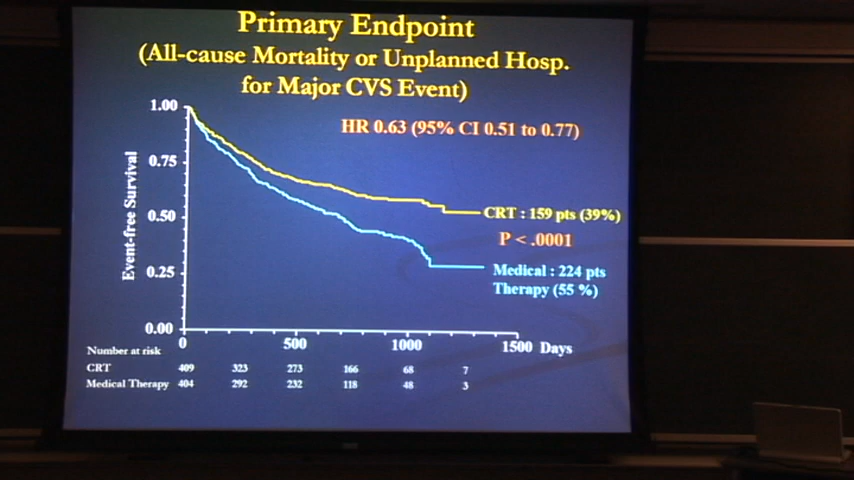 Primary Endpoint
(All-cause Mortality or Unplanned Hosp.
for Major CVS Event)
HR 0.63 (95% CI 0.51 to 0.77)
Event-free Survival
1.00
0.75
0.50
0.25
0.00
CRT : 159 pts (39%)
P < .0001
Medical : 224 pts
Therapy (55 %)
0 500 1000 1500 Days
Number at risk
CRT 409 323 273 166 68 7
Medical Therapy 404 292 232 118 48 3